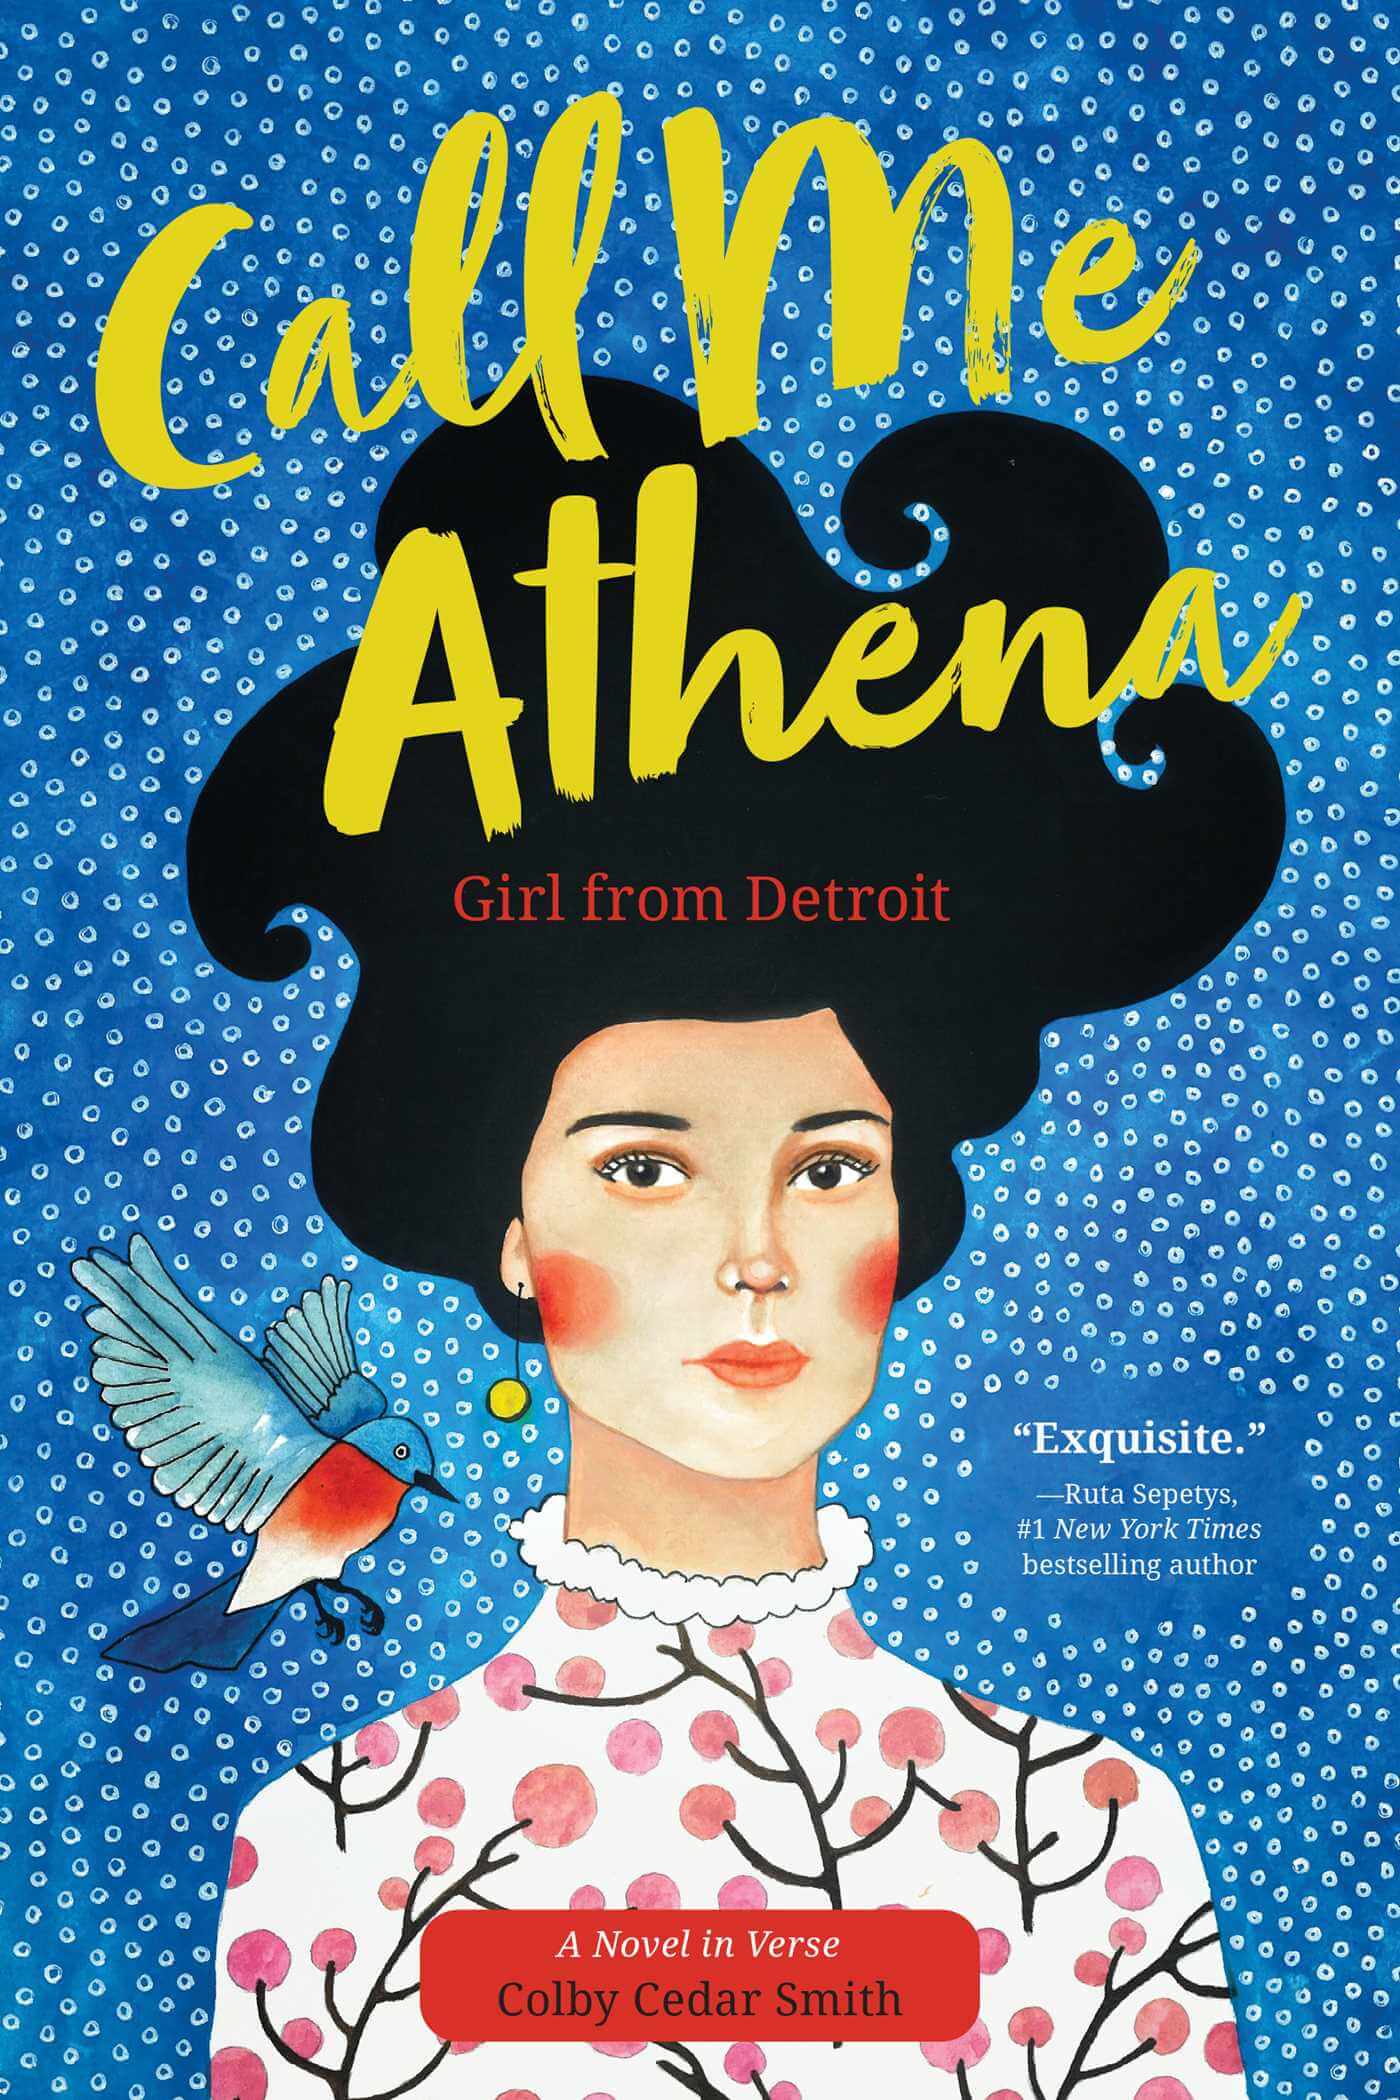 Call Me
Athena
Girl from Detroit
“Exquisite.”
—Ruta Sepetys,
#1 New York Times
bestselling author
A Novel in Verse
Colby Cedar Smith